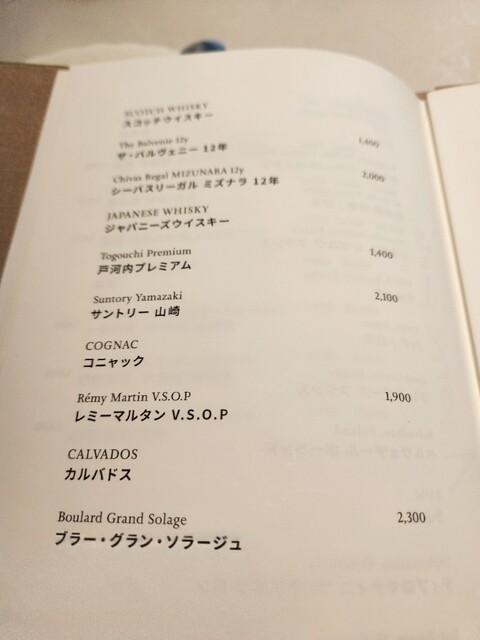 SCOTCH WHISKY
スコッチウイスキー
The Balvenie 12y 1,400
ザ・バルヴェニー 12年
Chivas Regal MIZUNARA 12y 2,000
シーバスリーガル ミズナラ 12年
JAPANESE WHISKY
ジャパニーズウイスキー
Togouchi Premium 1,400
戸河内プレミアム
Suntory Yamazaki 2,100
サントリー 山崎
COGNAC
コニャック
Rémy Martin V.S.O.P 1,900
レミーマルタン V.S.O.P
CALVADOS
カルバドス
Boulard Grand Solage 2,300
ブラー・グラン・ソラージュ